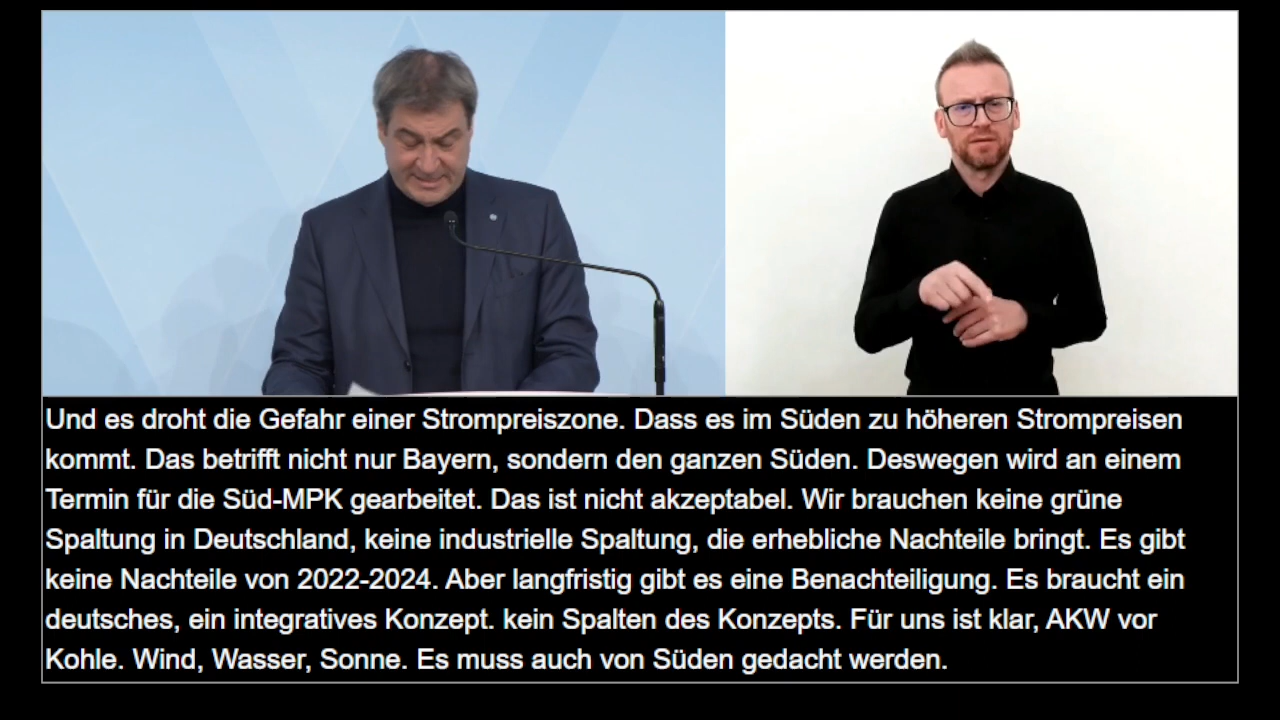 Und es droht die Gefahr einer Strompreiszone. Dass es im Süden zu höheren Strompreisen
kommt. Das betrifft nicht nur Bayern, sondern den ganzen Süden. Deswegen wird an einem
Termin für die Süd-MPK gearbeitet. Das ist nicht akzeptabel. Wir brauchen keine grüne
Spaltung in Deutschland, keine industrielle Spaltung, die erhebliche Nachteile bringt. Es gibt
keine Nachteile von 2022-2024. Aber langfristig gibt es eine Benachteiligung. Es braucht ein
deutsches, ein integratives Konzept. kein Spalten des Konzepts. Für uns ist klar, AKW vor
Kohle. Wind, Wasser, Sonne. Es muss auch von Süden gedacht werden.